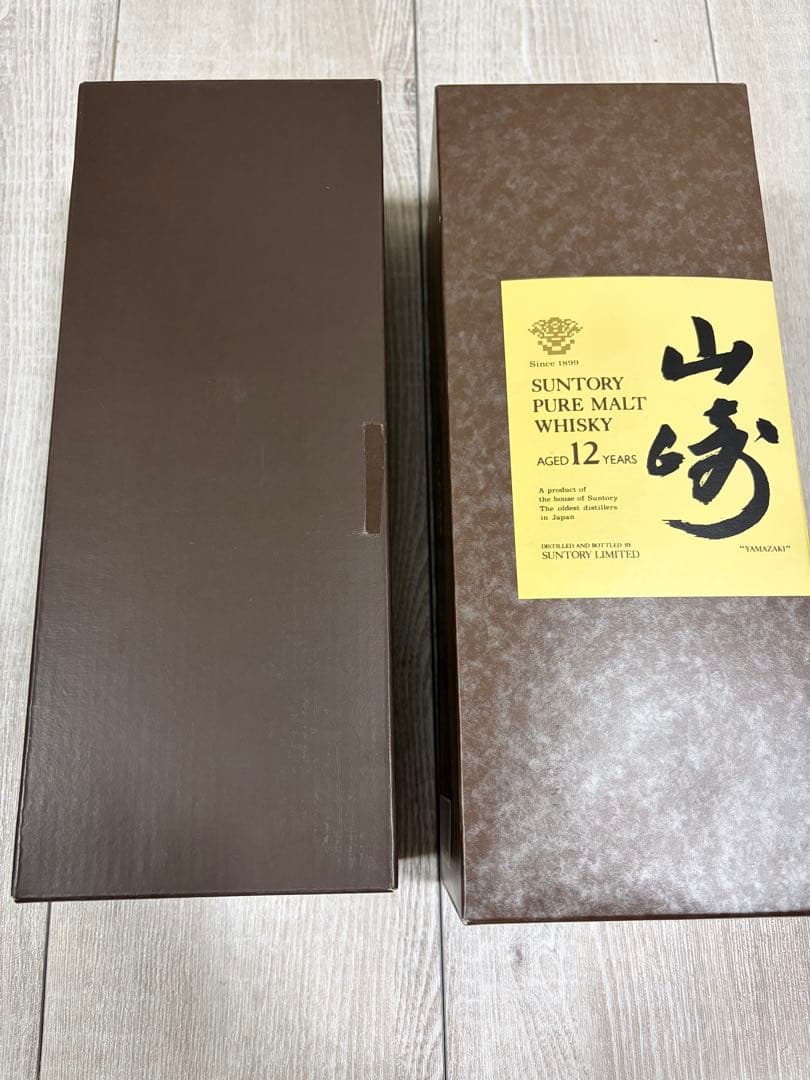 Since 1899
SUNTORY
PURE MALT
WHISKY
AGED 12 YEARS
A product of
the house of Suntory
The oldest distillers
in Japan
DISTILLED AND BOTTLED BY
SUNTORY LIMITED
山崎
"YAMAZAKI"